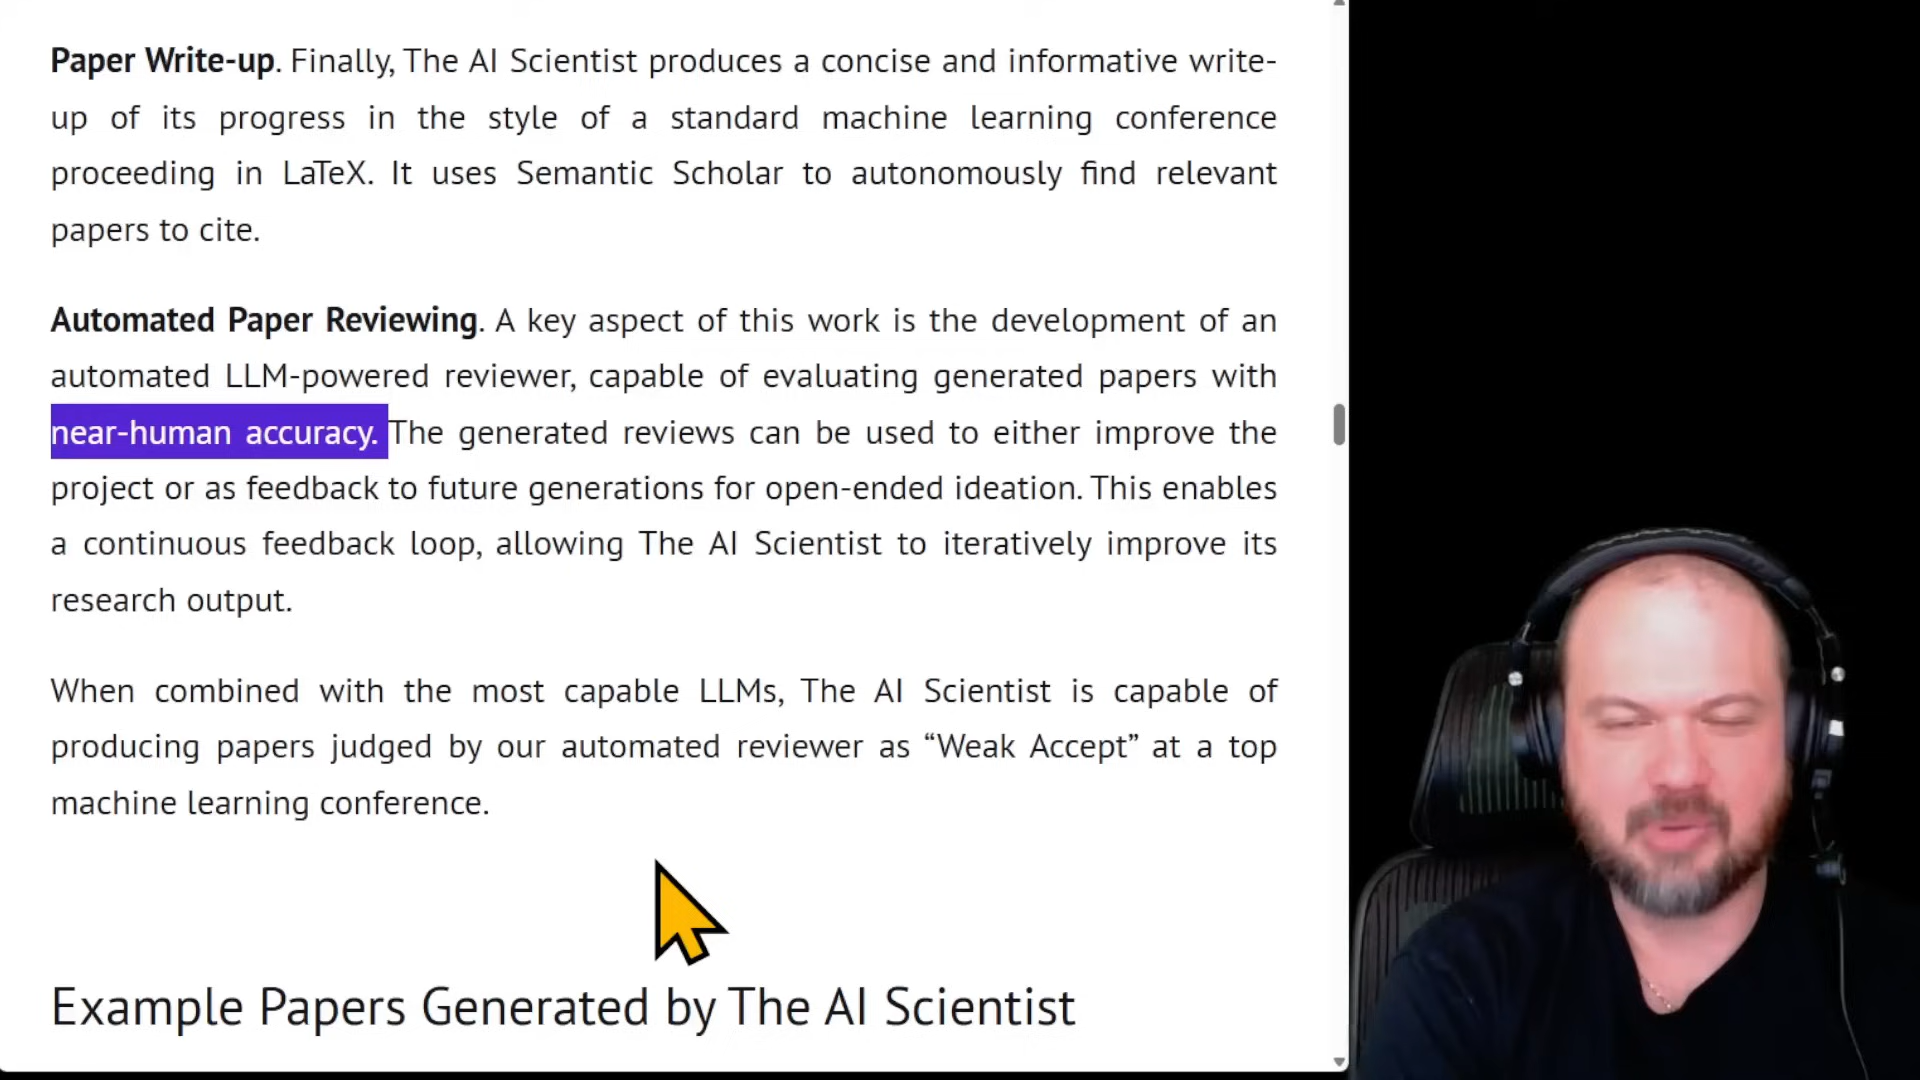 Paper Write-up. Finally, The AI Scientist produces a concise and informative write-
up of its progress in the style of a standard machine learning conference
proceeding in LaTeX. It uses Semantic Scholar to autonomously find relevant
papers to cite.
Automated Paper Reviewing. A key aspect of this work is the development of an
automated LLM-powered reviewer, capable of evaluating generated papers with
near-human accuracy. The generated reviews can be used to either improve the
project or as feedback to future generations for open-ended ideation. This enables
a continuous feedback loop, allowing The AI Scientist to iteratively improve its
research output.
When combined with the most capable LLMs, The AI Scientist is capable of
producing papers judged by our automated reviewer as “Weak Accept” at a top
machine learning conference.
Example Papers Generated by The AI Scientist